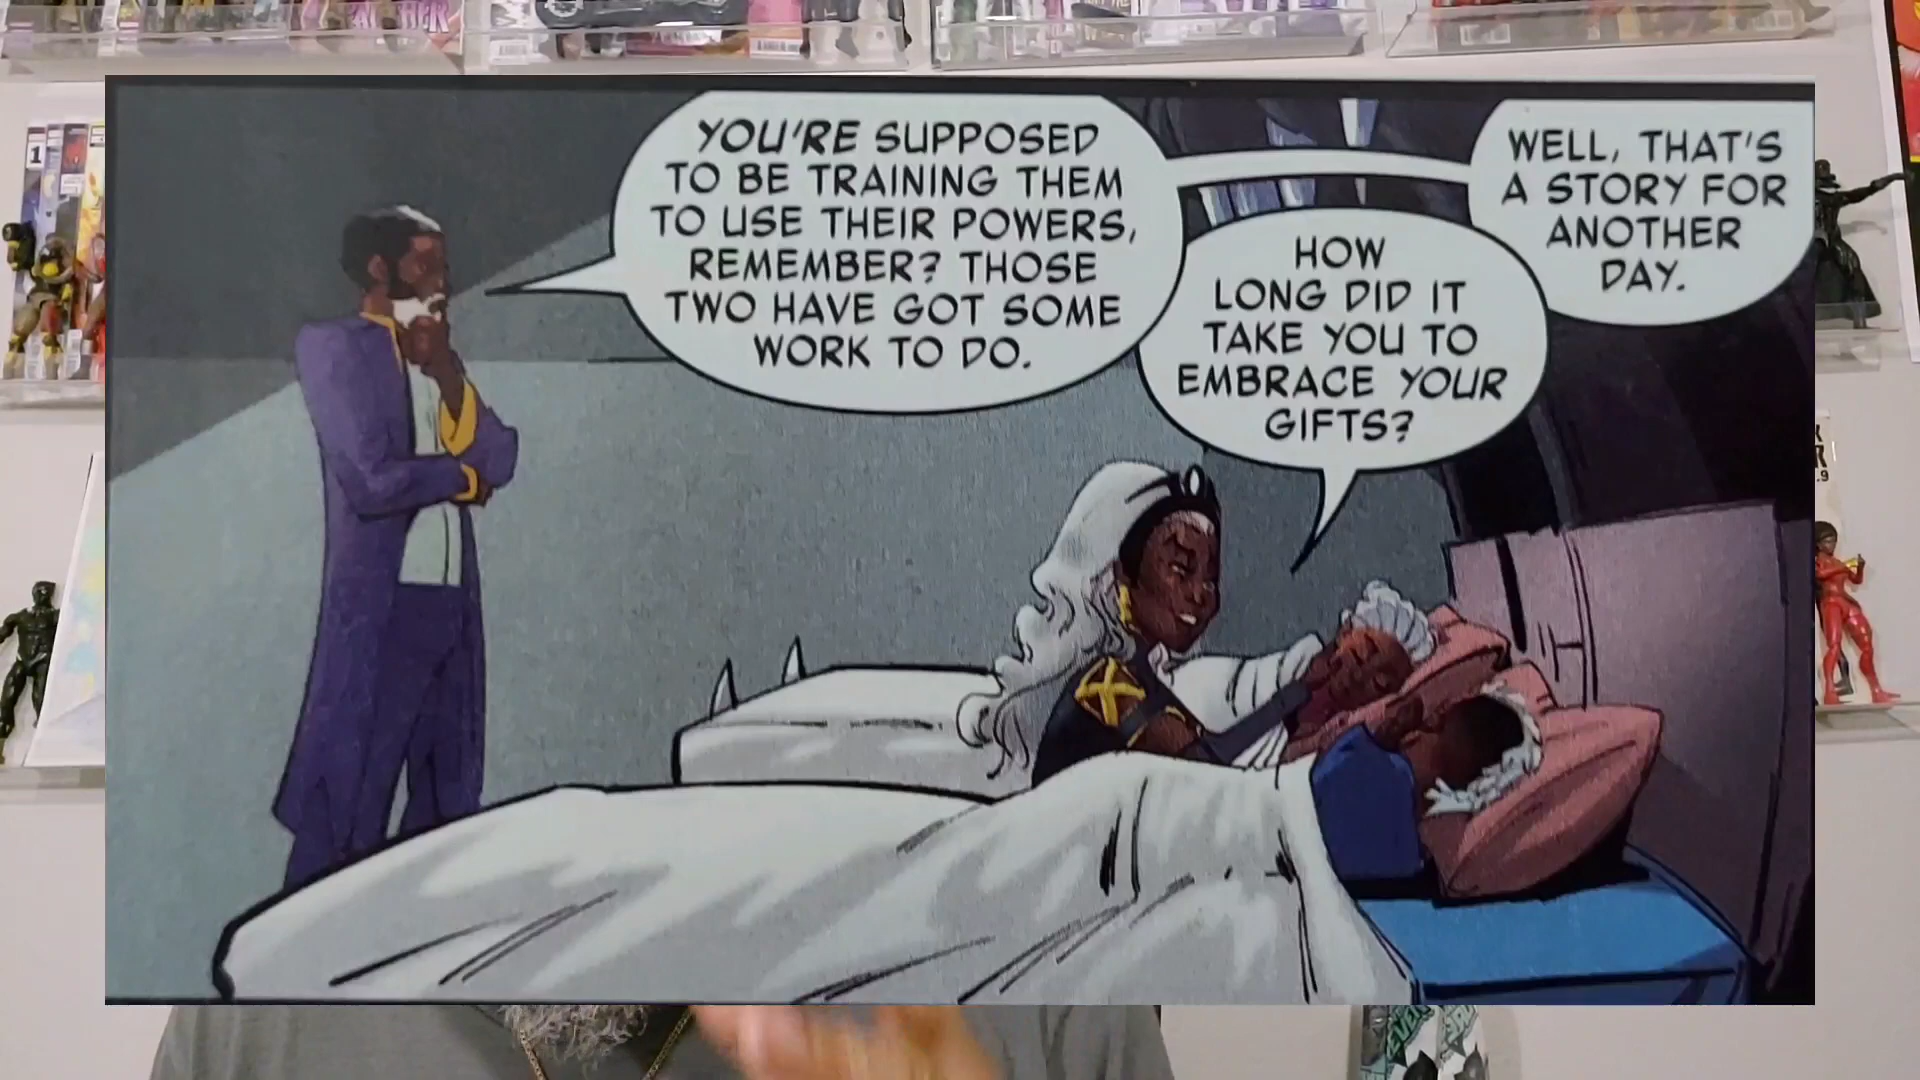 YOU'RE SUPPOSED
TO BE TRAINING THEM
TO USE THEIR POWERS,
REMEMBER? THOSE
TWO HAVE GOT SOME
WORK TO DO.
HOW
LONG DID IT
TAKE YOU TO
EMBRACE YOUR
GIFTS?
WELL, THAT'S
A STORY FOR
ANOTHER
DAY.
1